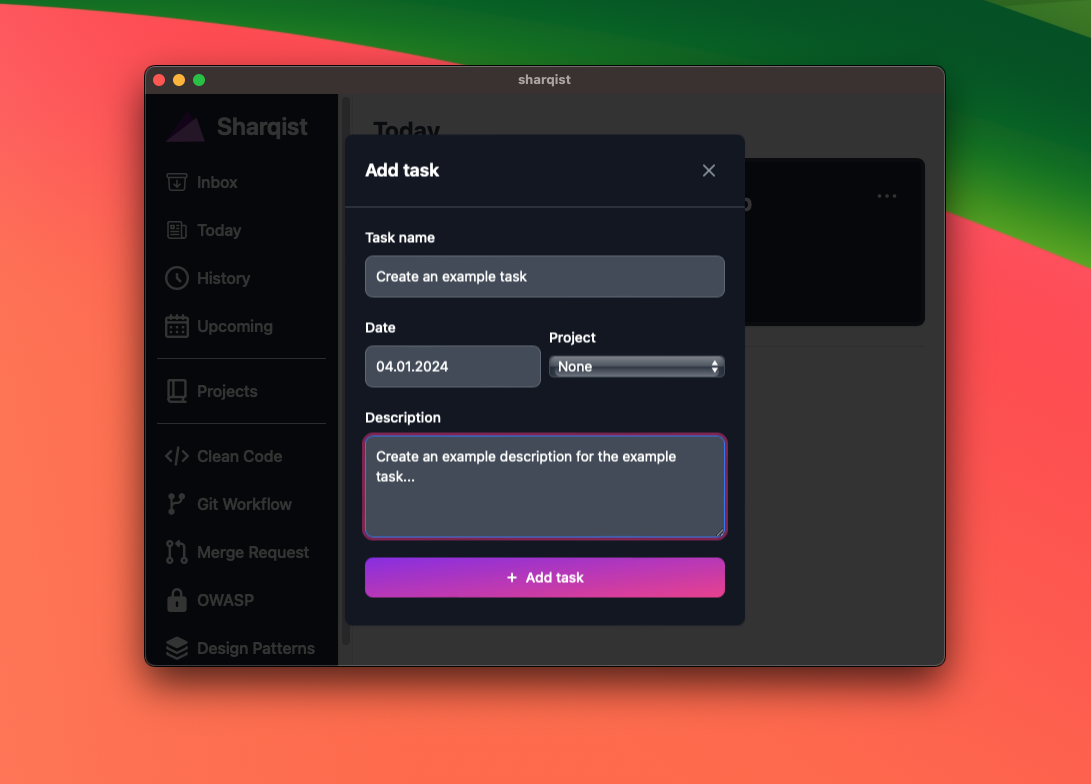 sharqist
Sharqist
Today
Inbox
Today
History
Upcoming
Projects
Clean Code
Git Workflow
Merge Request
OWASP
Design Patterns
Add task
Task name
Create an example task
Date
Project
04.01.2024
None
Description
Create an example description for the example
task...
+ Add task